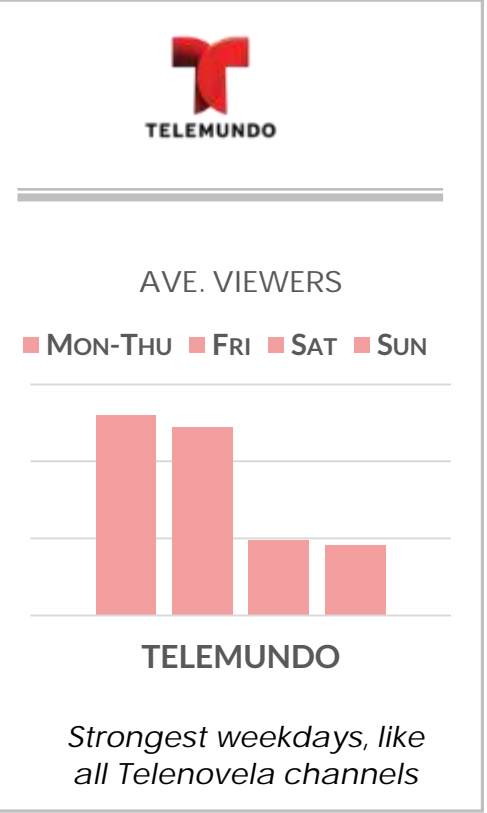 TELEMUNDO
AVE. VIEWERS
MON-THU FRI SAT SUN
TELEMUNDO
Strongest weekdays, like
all Telenovela channels